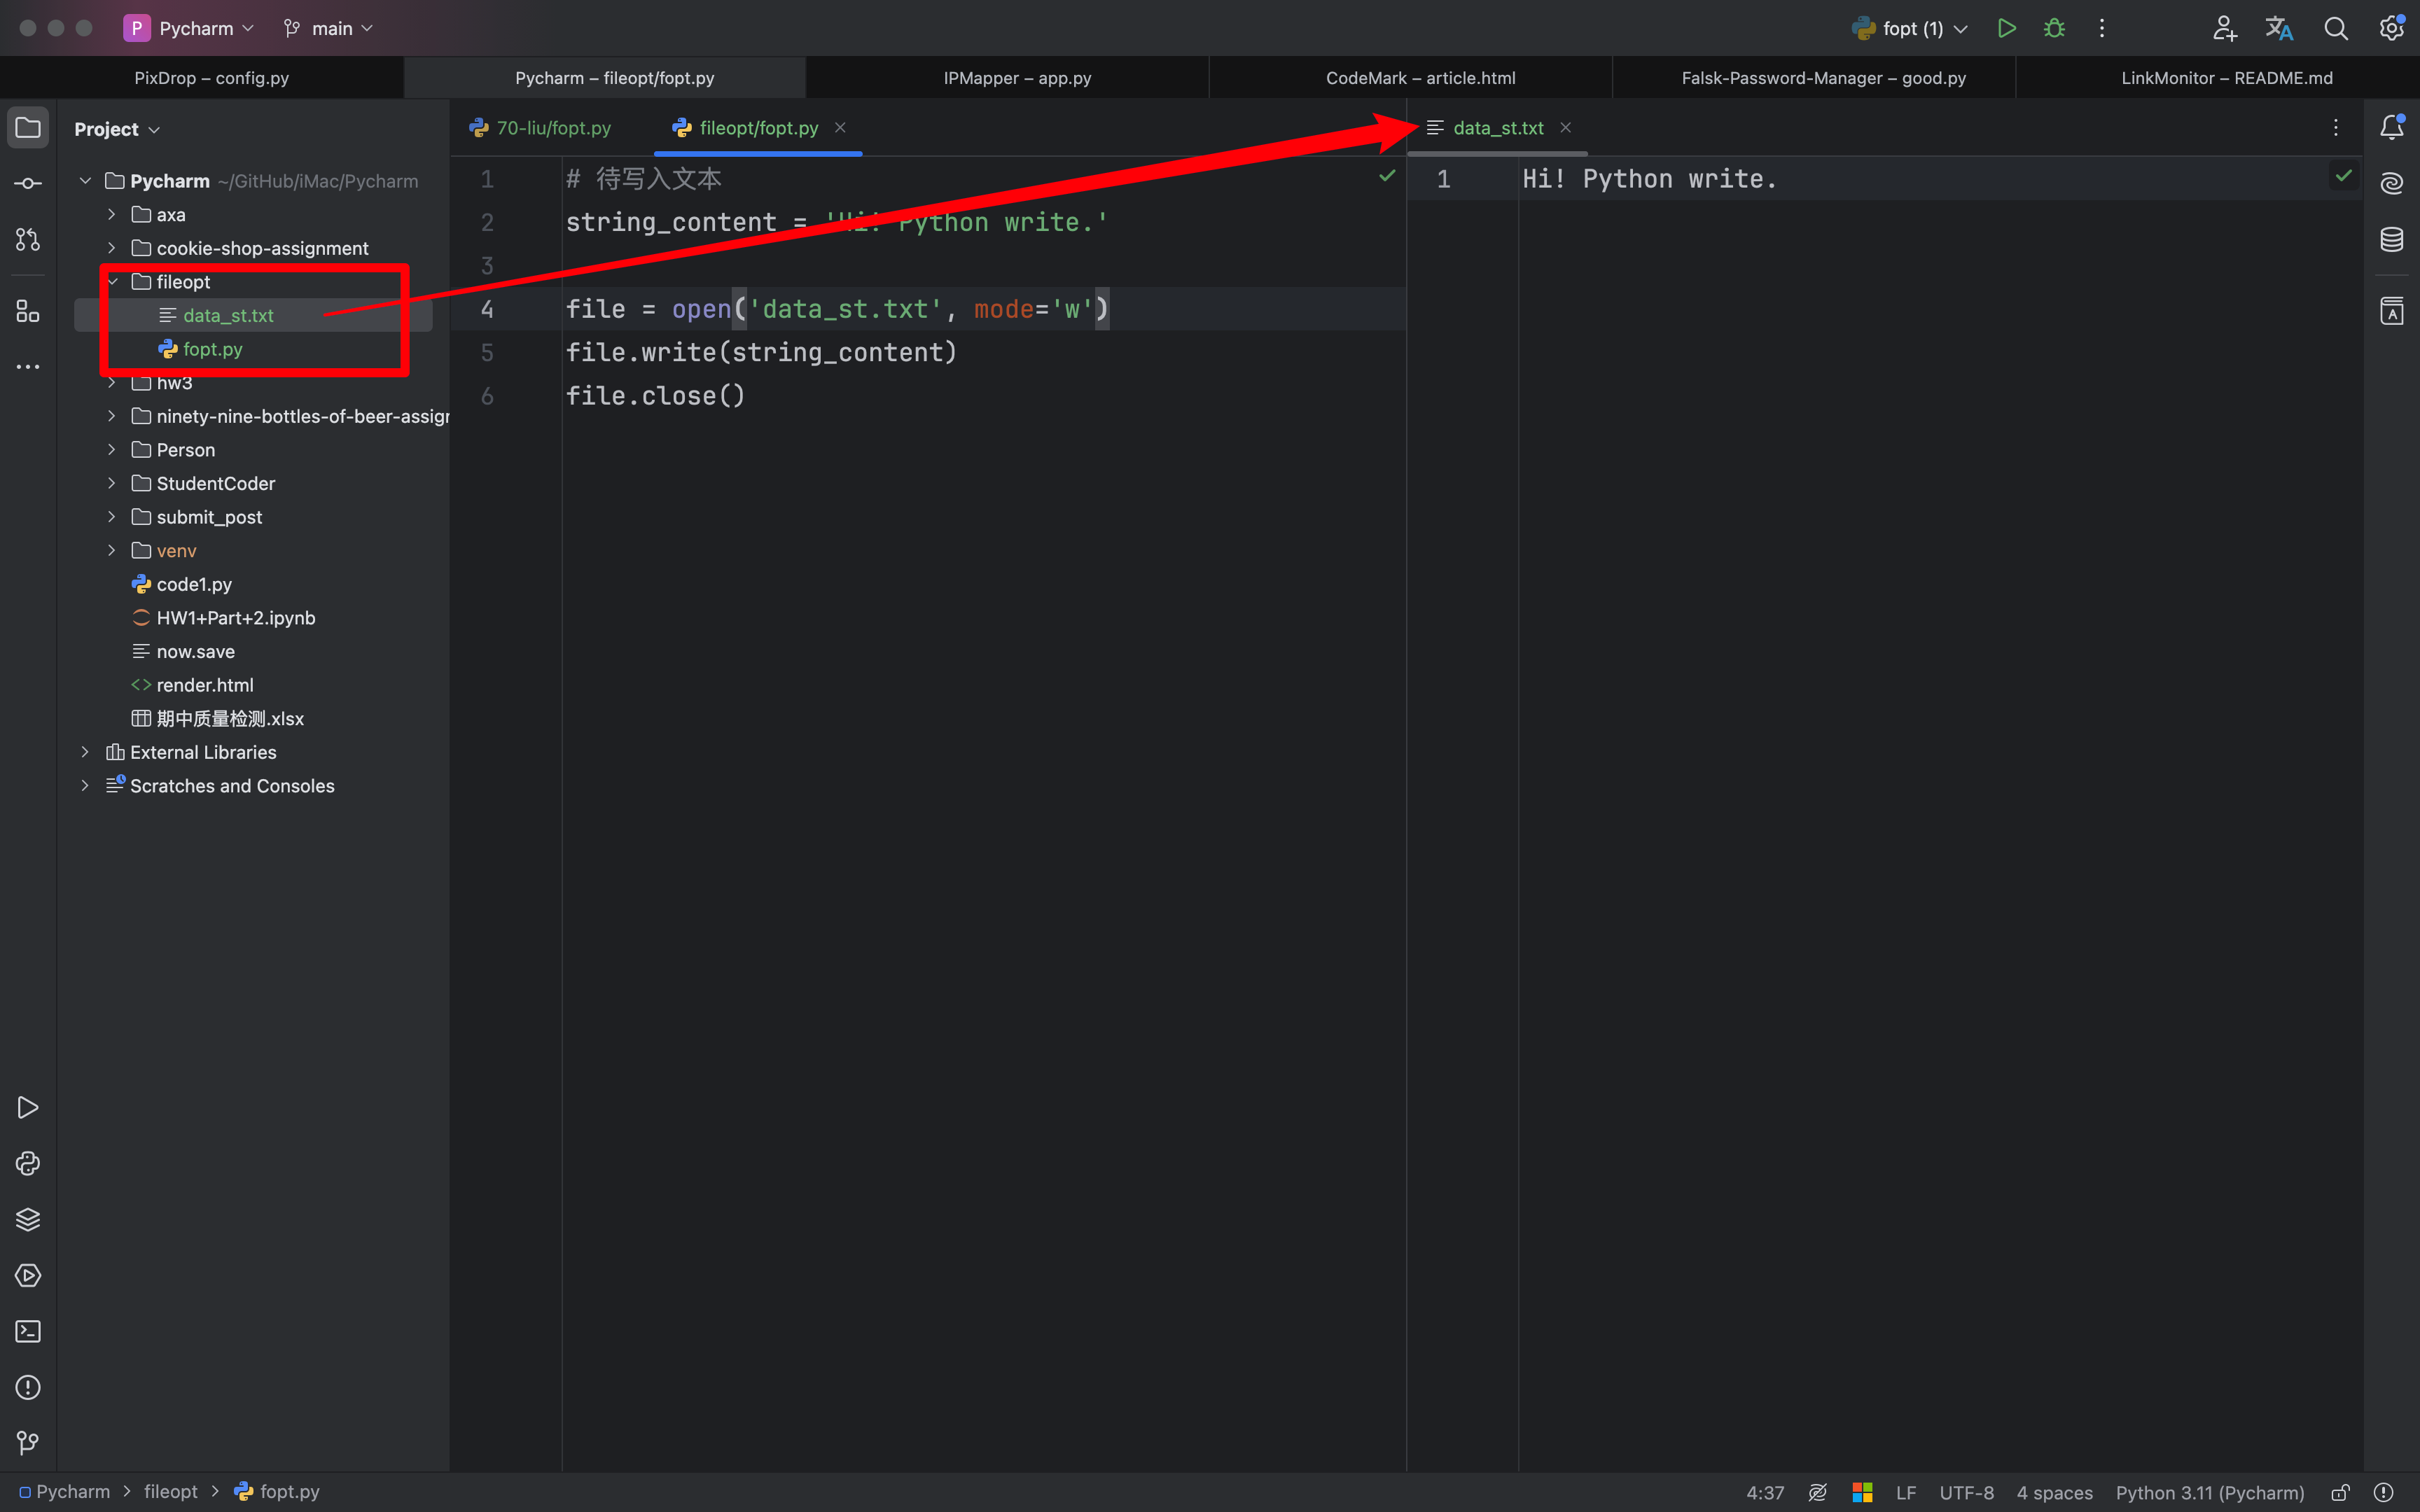 P Pycharm main fopt (1)
PixDrop – config.py Pycharm – fileopt/fopt.py IPMapper – app.py CodeMark – article.html Falsk-Password-Manager – good.py LinkMonitor – README.md
Project
Pycharm ~/GitHub/iMac/Pycharm
axa
cookie-shop-assignment
fileopt
data_st.txt
fopt.py
hw3
ninety-nine-bottles-of-beer-assigr
Person
StudentCoder
submit_post
venv
code1.py
HW1+Part+2.ipynb
now.save
render.html
期中质量检测.xlsx
External Libraries
Scratches and Consoles
70-liu/fopt.py fileopt/fopt.py
1 # 待写入文本
2 string_content = 'Hi! Python write.'
3
4 file = open('data_st.txt', mode='w')
5 file.write(string_content)
6 file.close()
data_st.txt
1 Hi! Python write.
Pycharm > fileopt > fopt.py
4:37 LF UTF-8 4 spaces Python 3.11 (Pycharm)